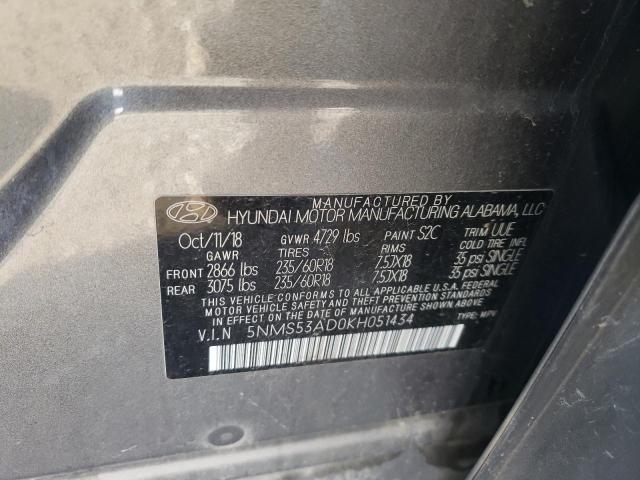 MANUFACTURED BY
HYUNDAI MOTOR MANUFACTURING ALABAMA, LLC
Oct/11/18 GVWR 4729 lbs PAINT S2C TRIM UUE
GAWR TIRES RIMS COLD TIRE INFL
FRONT 2866 lbs 235/60R18 7.5JX18 35 psi SINGLE
REAR 3075 lbs 235/60R18 7.5JX18 35 psi SINGLE
THIS VEHICLE CONFORMS TO ALL APPLICABLE U.S.A. FEDERAL
MOTOR VEHICLE SAFETY, BUMPER, AND THEFT PREVENTION STANDARDS
IN EFFECT ON THE DATE OF MANUFACTURE SHOWN ABOVE.
V.I.N 5NMS53AD0KH051434 TYPE: MPV